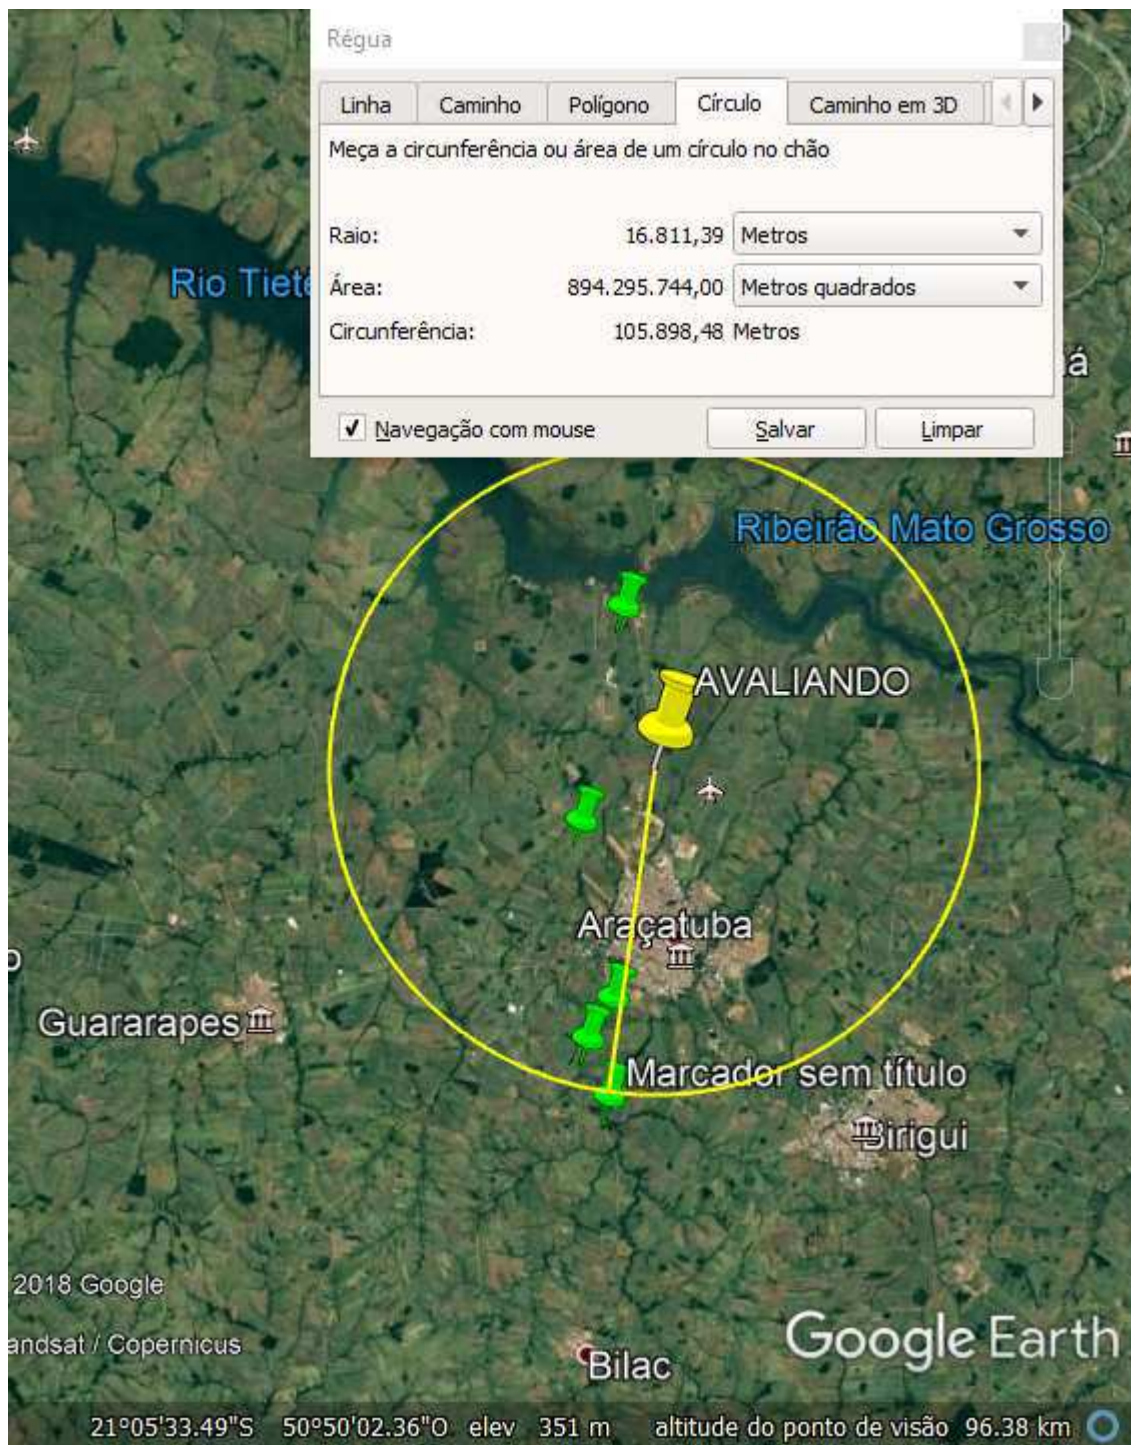 Régua
Linha Caminho Polígono Círculo Caminho em 3D
Meça a circunferência ou área de um círculo no chão
Raio: 16.811,39 Metros
Área: 894.295.744,00 Metros quadrados
Circunferência: 105.898,48 Metros
Navegação com mouse Salvar Limpar
Rio Tietê
á
Ribeirão Mato Grosso
AVALIANDO
Araçatuba
o
Guararapes
Marcador sem título
Birigui
2018 Google
andsat / Copernicus
Google Earth
Bilac
21°05'33.49"S 50°50'02.36"O elev 351 m altitude do ponto de visão 96.38 km